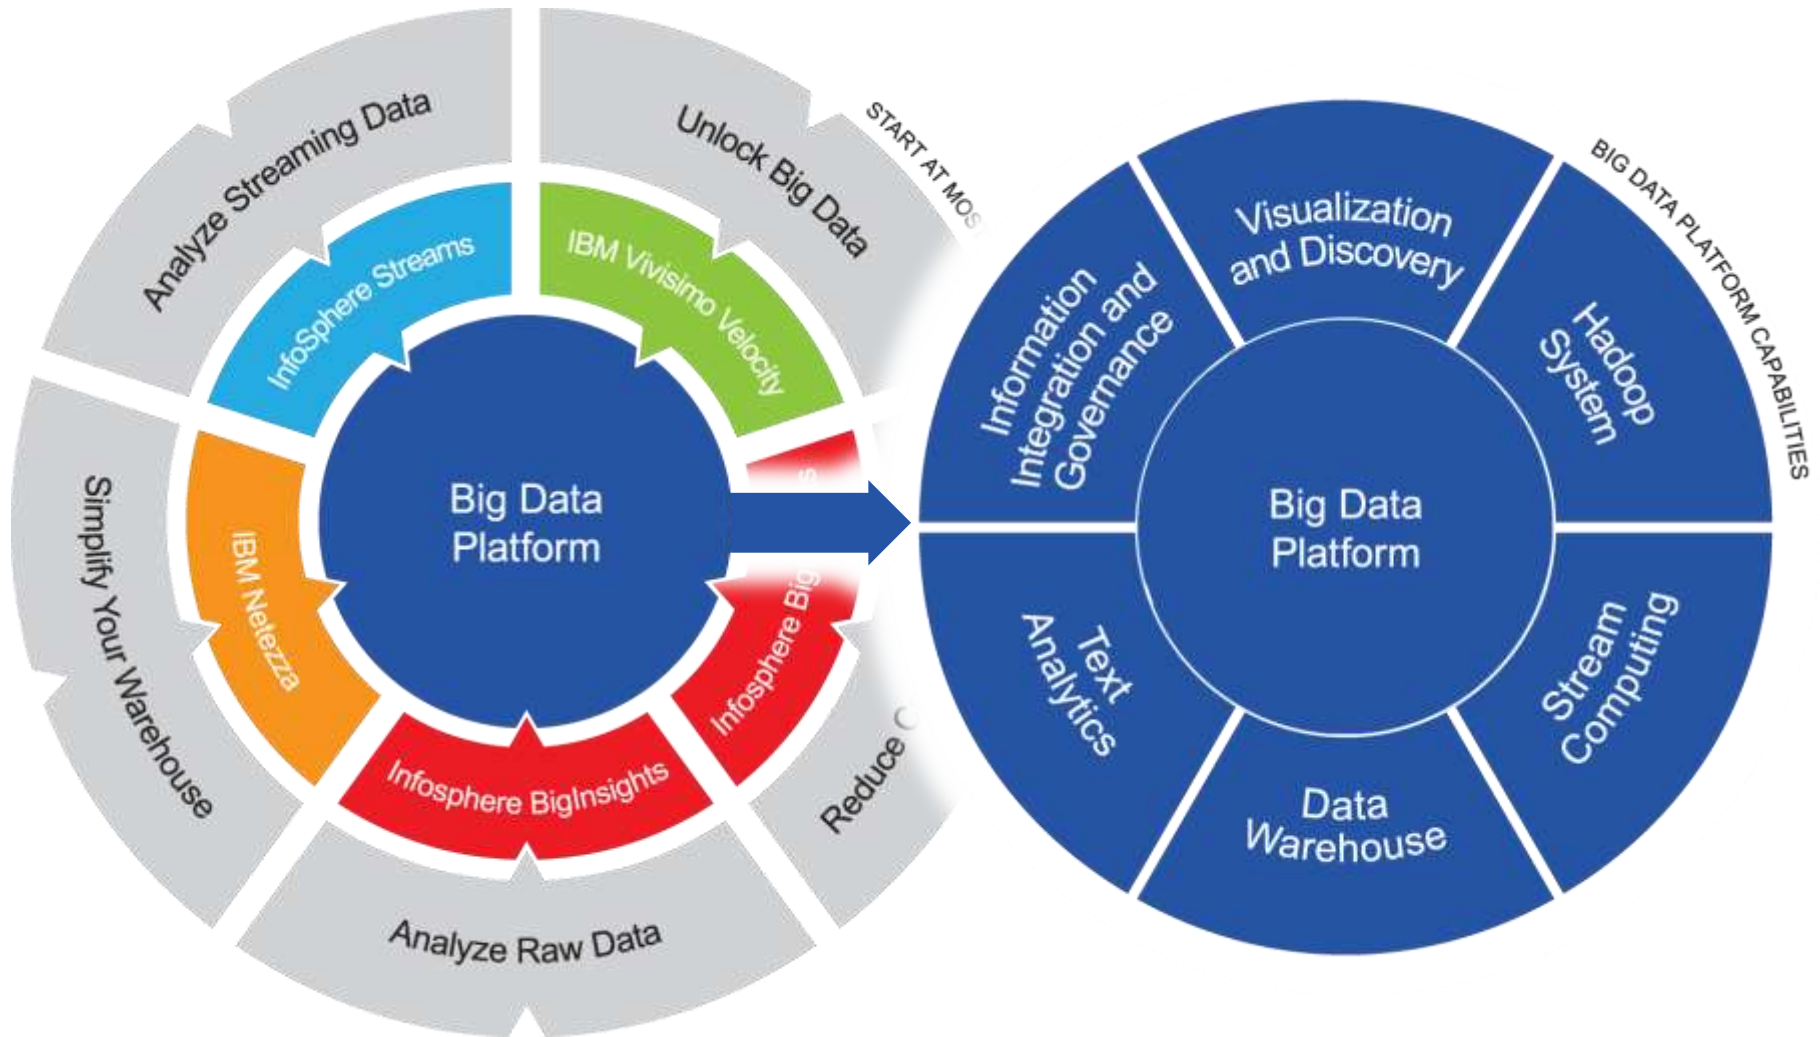 Analyze Streaming Data
Unlock Big Data
START AT MOS
InfoSphere Streams
IBM Vivisimo Velocity
Big Data
Platform
Simplify Your Warehouse
IBM Netezza
Infosphere BigInsights
Infosphere Big
s
Analyze Raw Data
Reduce
BIG DATA PLATFORM CAPABILITIES
Visualization
and Discovery
Hadoop
System
Information
Integration and
Governance
Big Data
Platform
Text
Analytics
Stream
Computing
Data
Warehouse